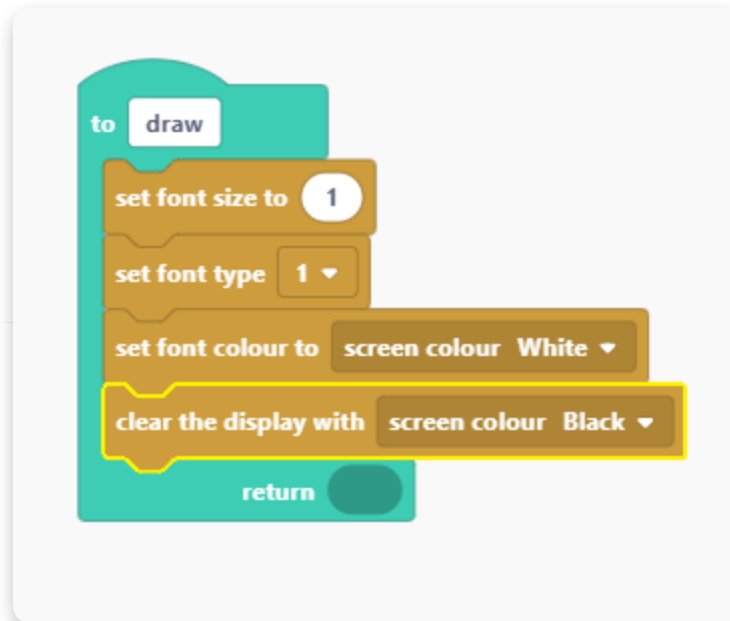 to draw
set font size to 1
set font type 1
set font colour to screen colour White
clear the display with screen colour Black
return